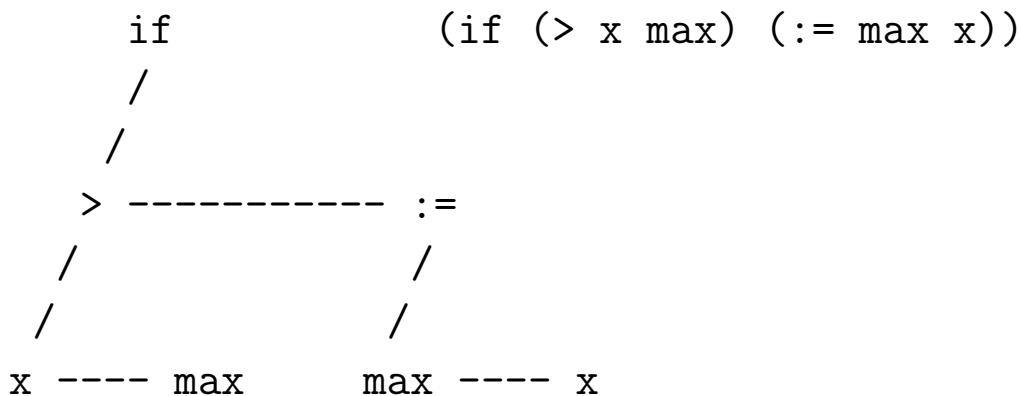 if (if (> x max) (:= max x))
/
/
> ----------- :=
/ /
/ /
x ---- max max ---- x